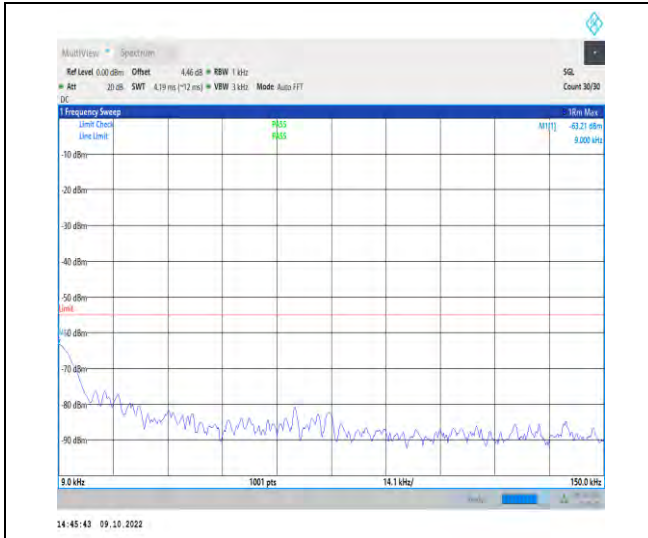 MultiView Spectrum
Ref Level 0.00 dBm Offset 4.46 dB RBW 1 kHz SGL
Att 20 dB SWT 4.19 ms (~12 ms) VBW 3 kHz Mode Auto FFT Count 30/30
DC
1 Frequency Sweep 1Rm Max
Limit Check PASS M1[1] -63.21 dBm
Line Limit PASS 9.000 kHz
-10 dBm
-20 dBm
-30 dBm
-40 dBm
-50 dBm
Limit
-60 dBm
-70 dBm
-80 dBm
-90 dBm
9.0 kHz 1001 pts 14.1 kHz/ 150.0 kHz
14:45:43 09.10.2022